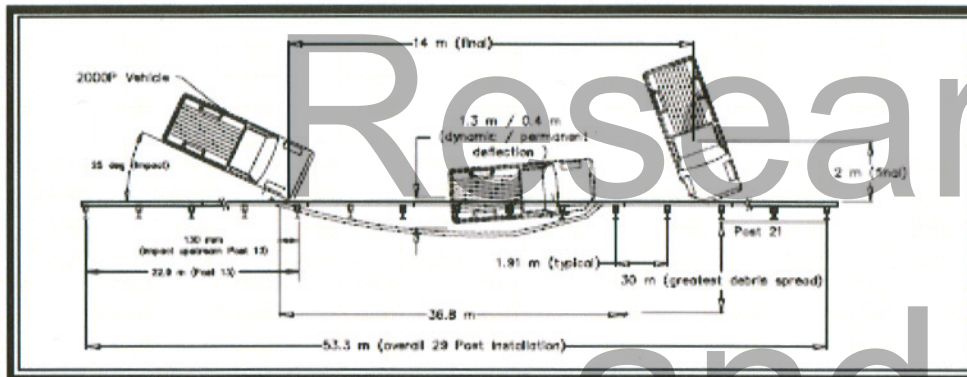 14 m (final)
2000P Vehicle
1.3 m / 0.4 m
(dynamic / permanent
deflection )
25 deg (impact)
2 m (final)
130 mm
(impact upstream Post 13)
22.9 m (Post 13)
Post 21
1.91 m (typical)
30 m (greatest debris spread)
36.8 m
53.3 m (overall 29 Post Installation)
Resear
and